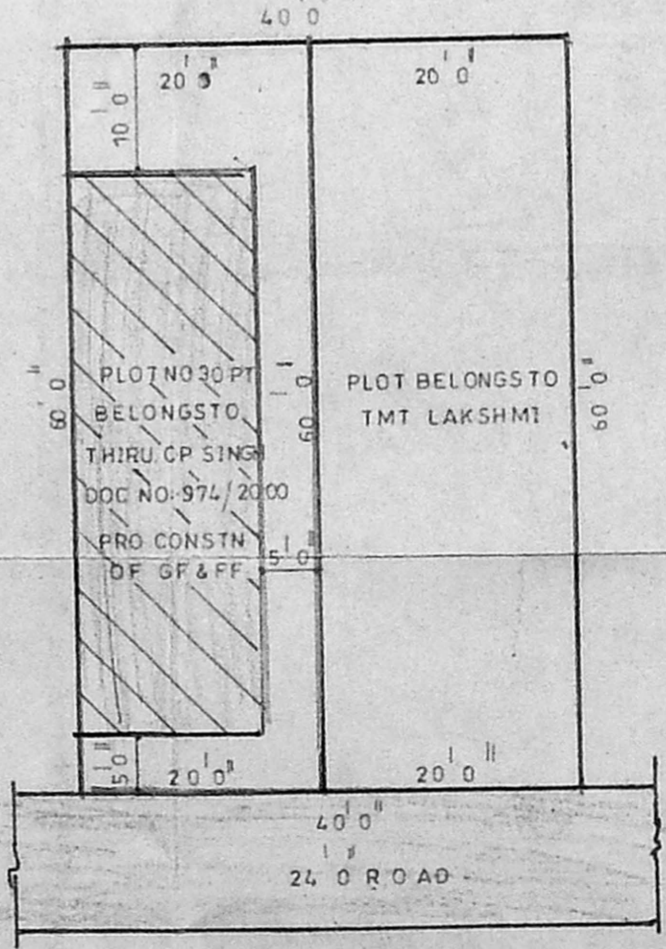 40 0
20' 0"
20' 0"
10' 0"
60' 0"
PLOT NO 30 PT
BELONGS TO
THIRU. CP SINGH
DOC NO:-974/2000
PRO CONSTN
OF GF & FF
60' 0"
5' 0"
PLOT BELONGS TO
TMT LAKSHMI
60' 0"
5' 0"
20' 0"
20' 0"
40' 0"
24' 0" ROAD